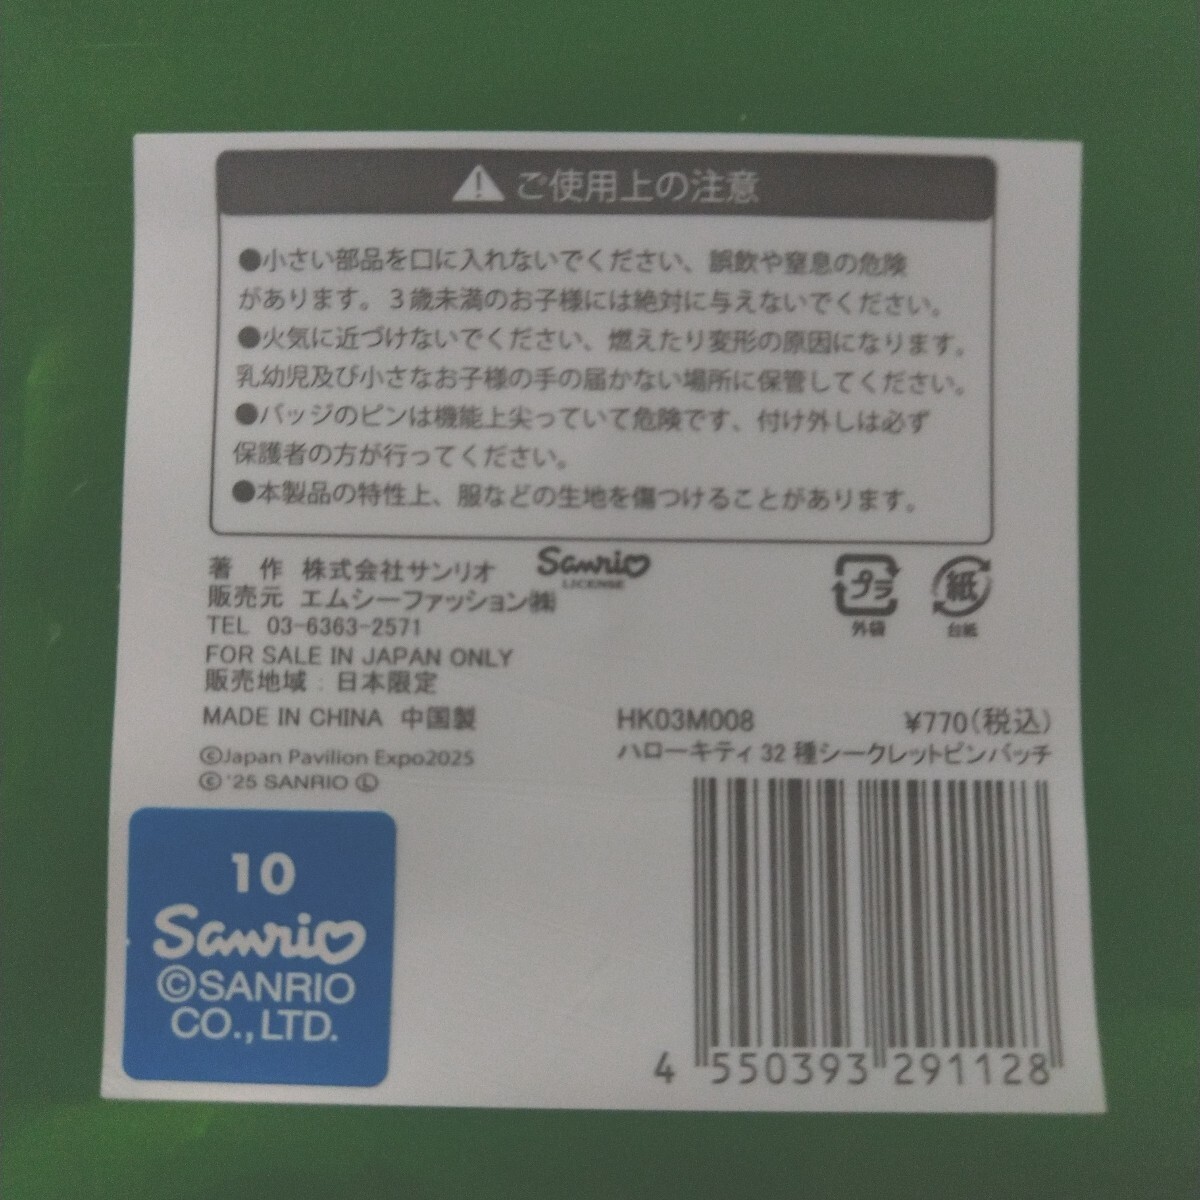 ご使用上の注意
●小さい部品を口に入れないでください、誤飲や窒息の危険
があります。3歳未満のお子様には絶対に与えないでください。
●火気に近づけないでください、燃えたり変形の原因になります。
乳幼児及び小さなお子様の手の届かない場所に保管してください。
●バッジのピンは機能上尖っていて危険です、付け外しは必ず
保護者の方が行ってください。
●本製品の特性上、服などの生地を傷つけることがあります。
著 作 株式会社サンリオ
Sanrio
LICENSE
販売元 エムシーファッション㈱
TEL 03-6363-2571
FOR SALE IN JAPAN ONLY
販売地域:日本限定
MADE IN CHINA 中国製
©Japan Pavilion Expo2025
©'25 SANRIO Ⓛ
プラ
外袋
紙
台紙
HK03M008 ¥770(税込)
ハローキティ 32 種シークレットピンバッチ
10
Sanrio
©SANRIO
CO.,LTD.
4 550393 291128